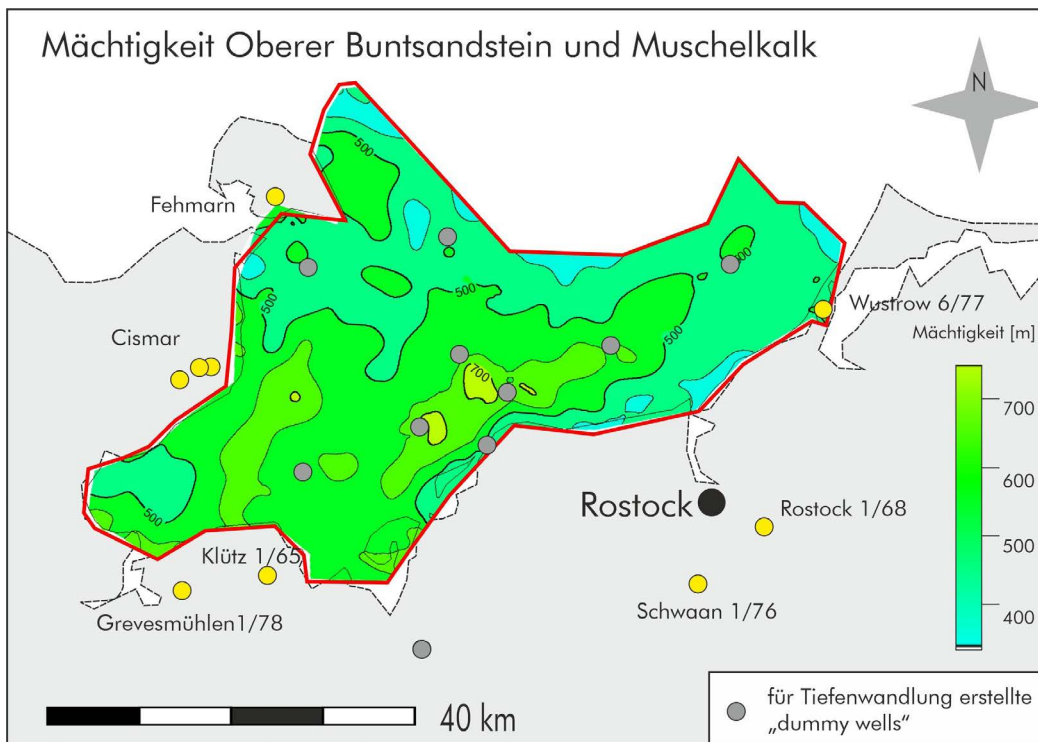 Mächtigkeit Oberer Buntsandstein und Muschelkalk
N
500
Fehmarn
500
500
500
500
Wustrow 6/77
Cismar
Mächtigkeit [m]
700
700
600
500
400
500
Rostock
Rostock 1/68
Klütz 1/65
Schwaan 1/76
Grevesmühlen1/78
40 km
für Tiefenwandlung erstellte
„dummy wells“